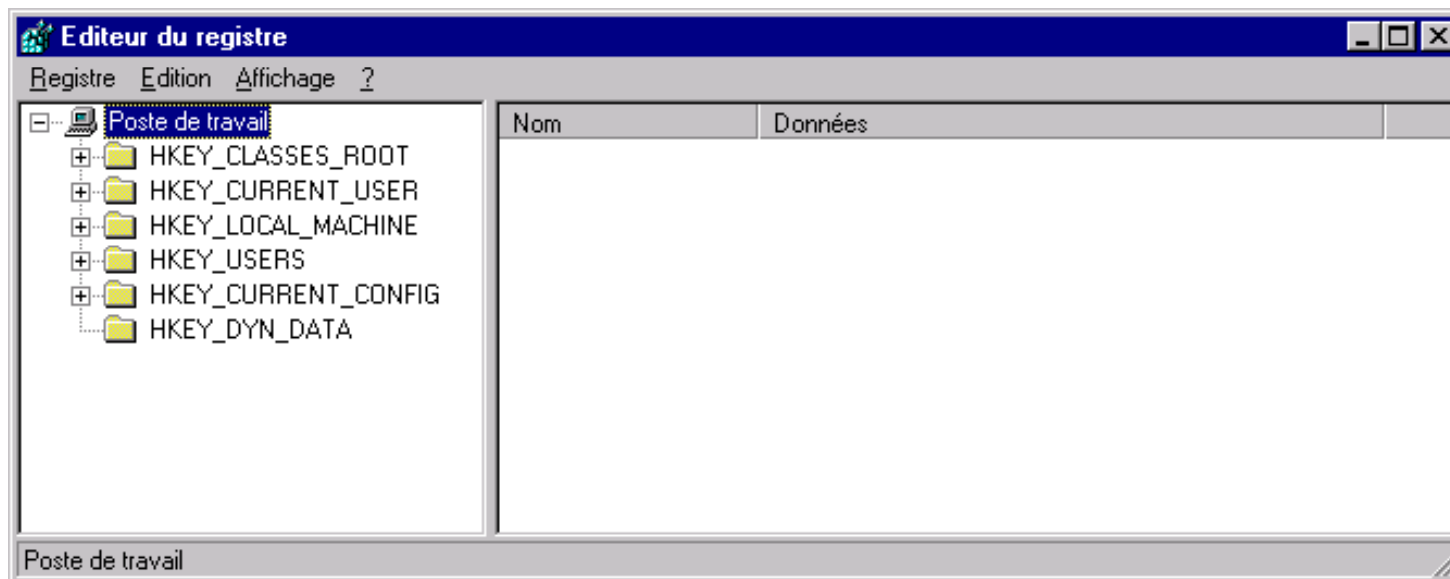 Editeur du registre
Registre Edition Affichage ?
Poste de travail
Nom Données
HKEY_CLASSES_ROOT
HKEY_CURRENT_USER
HKEY_LOCAL_MACHINE
HKEY_USERS
HKEY_CURRENT_CONFIG
HKEY_DYN_DATA
Poste de travail